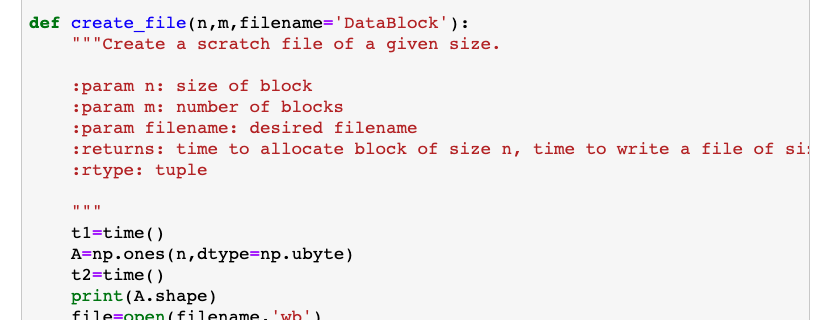 def create_file(n,m,filename='DataBlock'):
"""Create a scratch file of a given size.
:param n: size of block
:param m: number of blocks
:param filename: desired filename
:returns: time to allocate block of size n, time to write a file of
:rtype: tuple
"""
t1=time()
A=np.ones(n,dtype=np.ubyte)
t2=time()
print(A.shape)
file=open(filename,'wb')